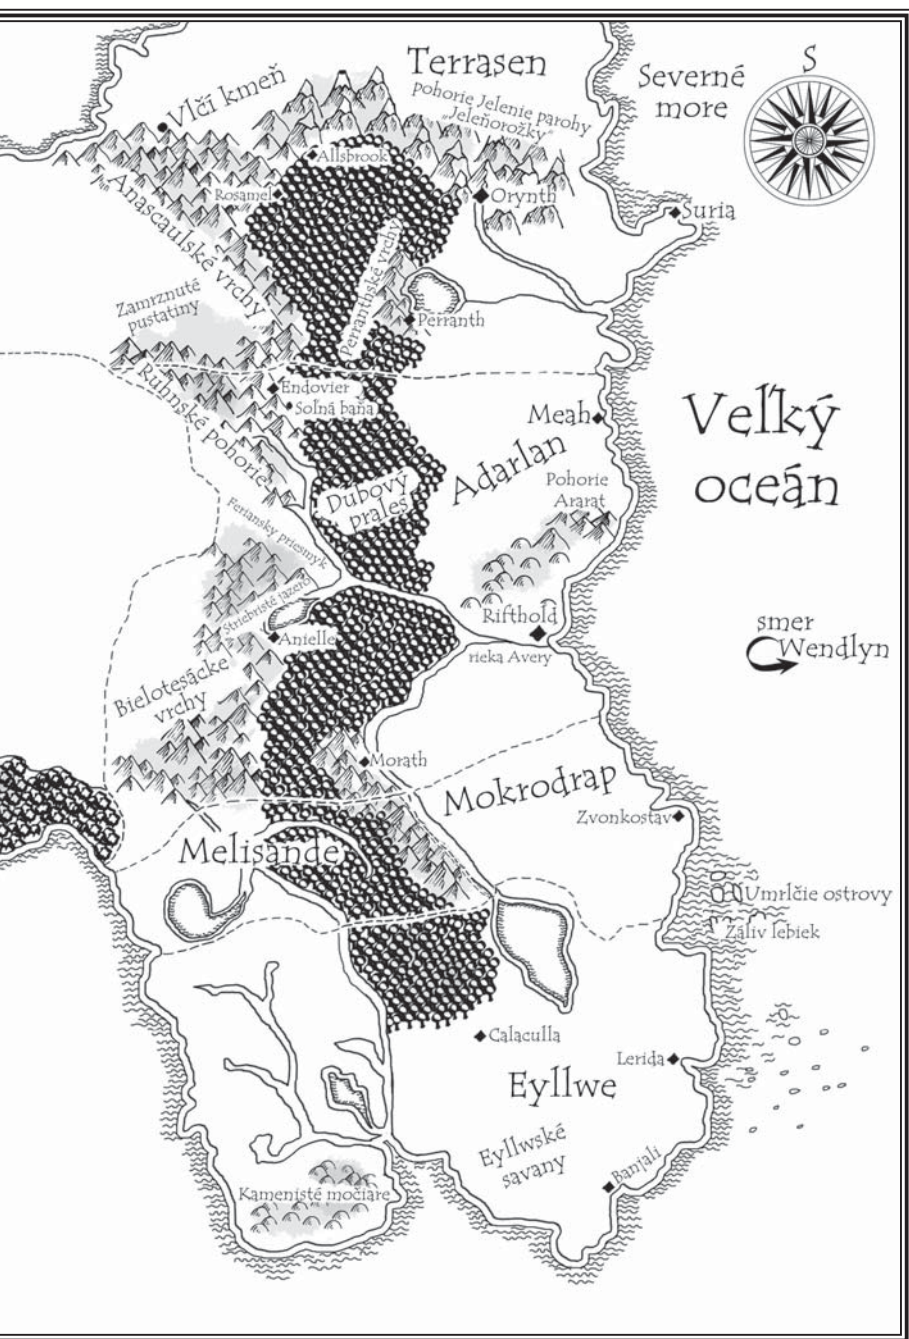 S
Terrasen
Severné
more
Vlčí kmeň
Pohorie Jelenie parohy
„Jeleňorožky“
Allsbrook
Rosamel
Orynth
Suria
Anascaulské vrchy
Perranthské vrchy
Zamrznuté
pustatiny
Perranth
Endovier
Soľná baňa
Ruhnské pohorie
Meah
Veľký
oceán
Adarlan
Dubový
prales
Pohorie
Ararat
Feriansky priesmyk
Striebristé jazero
Anielle
Rifthold
rieka Avery
smer
Wendlyn
Bielotesácke
vrchy
Morath
Mokrodrap
Zvonkostav
Melisande
Umrlčie ostrovy
Záliv lebiek
Calaculla
Lerida
Eyllwe
Eyllwské
savany
Banjali
Kamenisté močiare